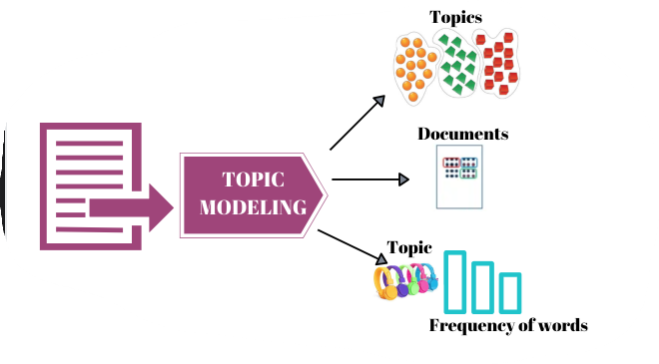 Topics
TOPIC
MODELING
Documents
Topic
Frequency of words